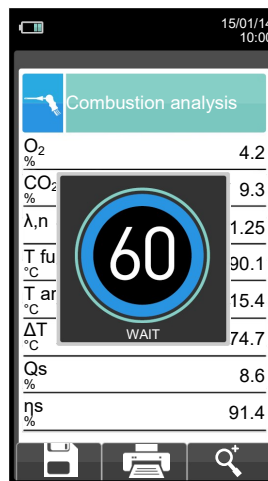 15/01/14
10:00
Combustion analysis
O2 4.2
%
CO2 9.3
%
λ,n 1.25
T fu 90.1
°C
T ar 15.4
°C
ΔT 74.7
°C
Qs 8.6
%
ηs 91.4
%
60
WAIT